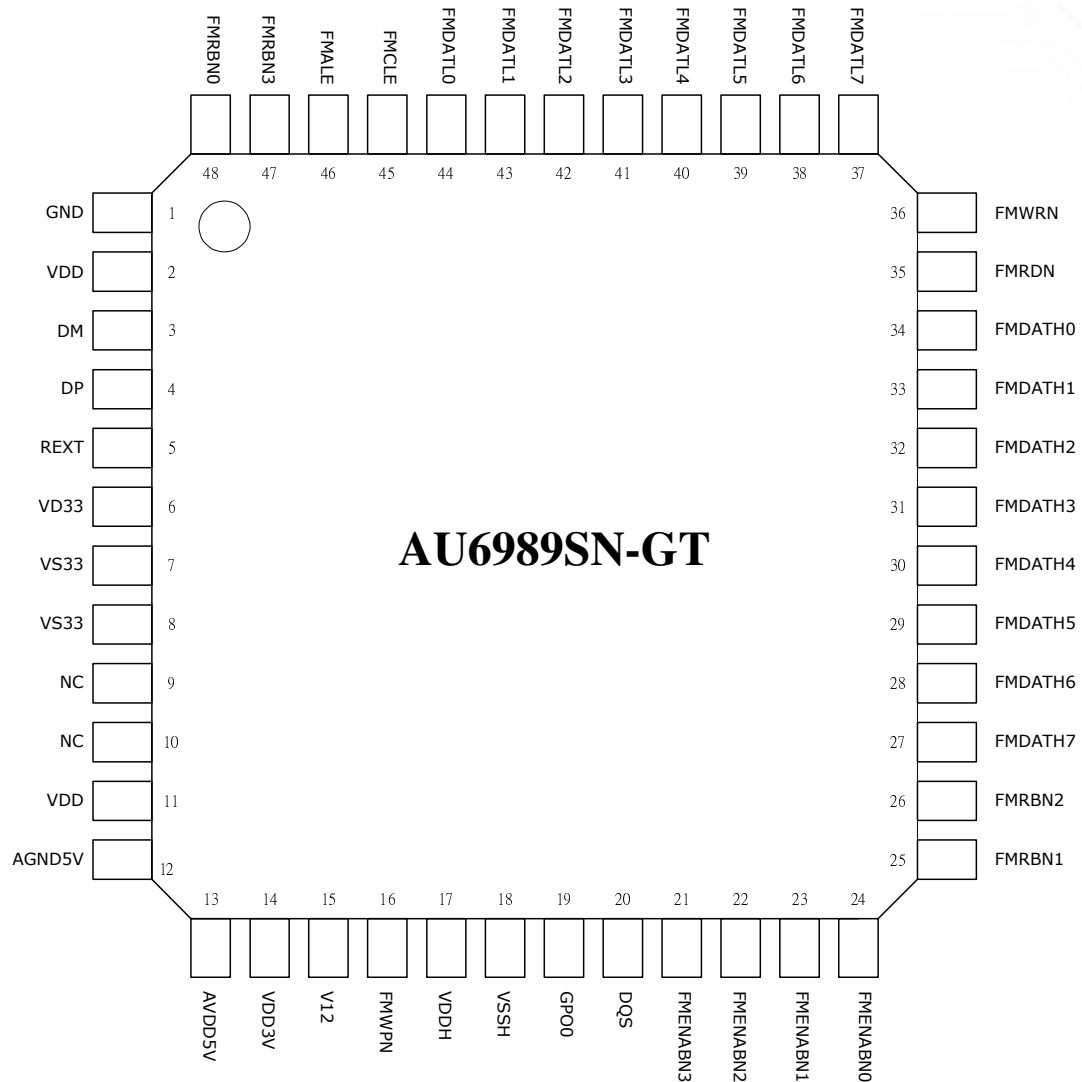 FMRBN0
FMRBN3
FMALE
FMCLE
FMDATL0
FMDATL1
FMDATL2
FMDATL3
FMDATL4
FMDATL5
FMDATL6
FMDATL7
48 47 46 45 44 43 42 41 40 39 38 37
GND 1 36 FMWRN
VDD 2 35 FMRDN
DM 3 34 FMDATH0
DP 4 33 FMDATH1
REXT 5 32 FMDATH2
VD33 6 31 FMDATH3
AU6989SN-GT
VS33 7 30 FMDATH4
VS33 8 29 FMDATH5
NC 9 28 FMDATH6
NC 10 27 FMDATH7
VDD 11 26 FMRBN2
AGND5V 12 25 FMRBN1
13 14 15 16 17 18 19 20 21 22 23 24
AVDD5V
VDD3V
V12
FMWPN
VDDH
VSSH
GPO0
DQS
FMENABN3
FMENABN2
FMENABN1
FMENABN0